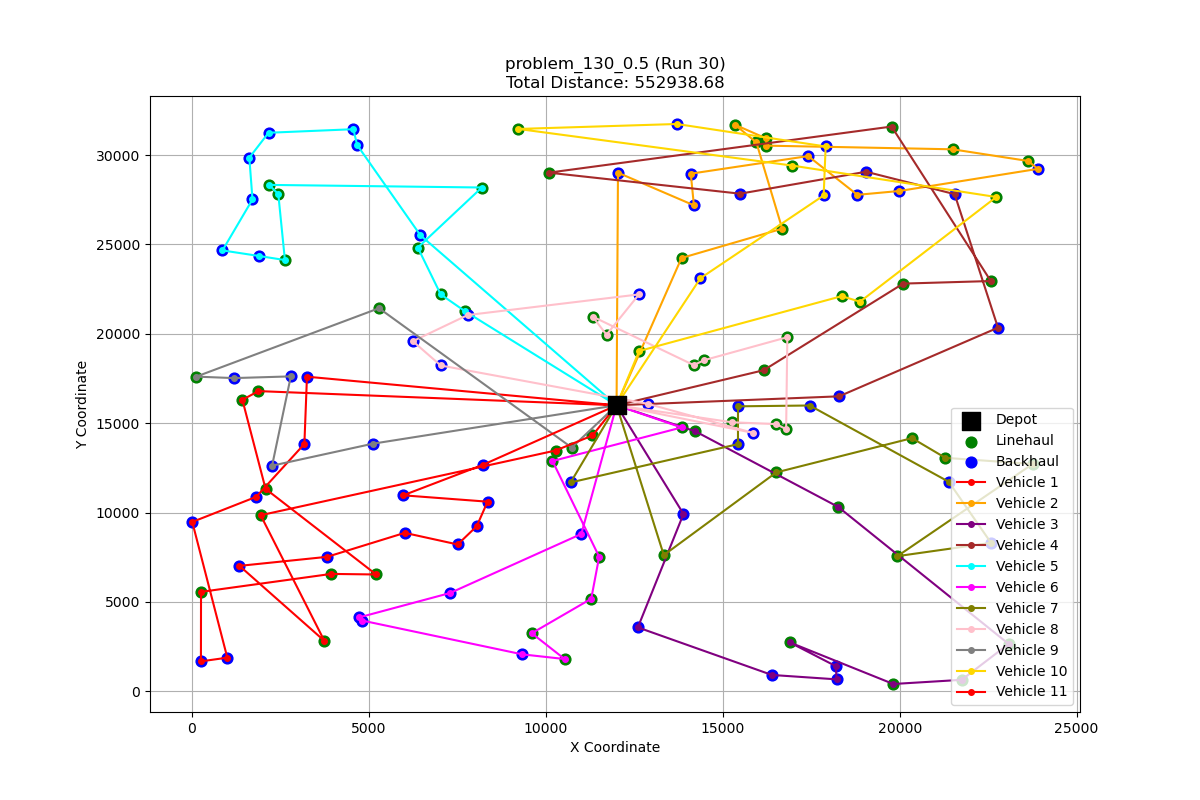 problem_130_0.5 (Run 30)
Total Distance: 552938.68
Y Coordinate
30000
25000
20000
15000
10000
5000
0
0
5000
10000
15000
20000
25000
X Coordinate
Depot
Linehaul
Backhaul
Vehicle 1
Vehicle 2
Vehicle 3
Vehicle 4
Vehicle 5
Vehicle 6
Vehicle 7
Vehicle 8
Vehicle 9
Vehicle 10
Vehicle 11